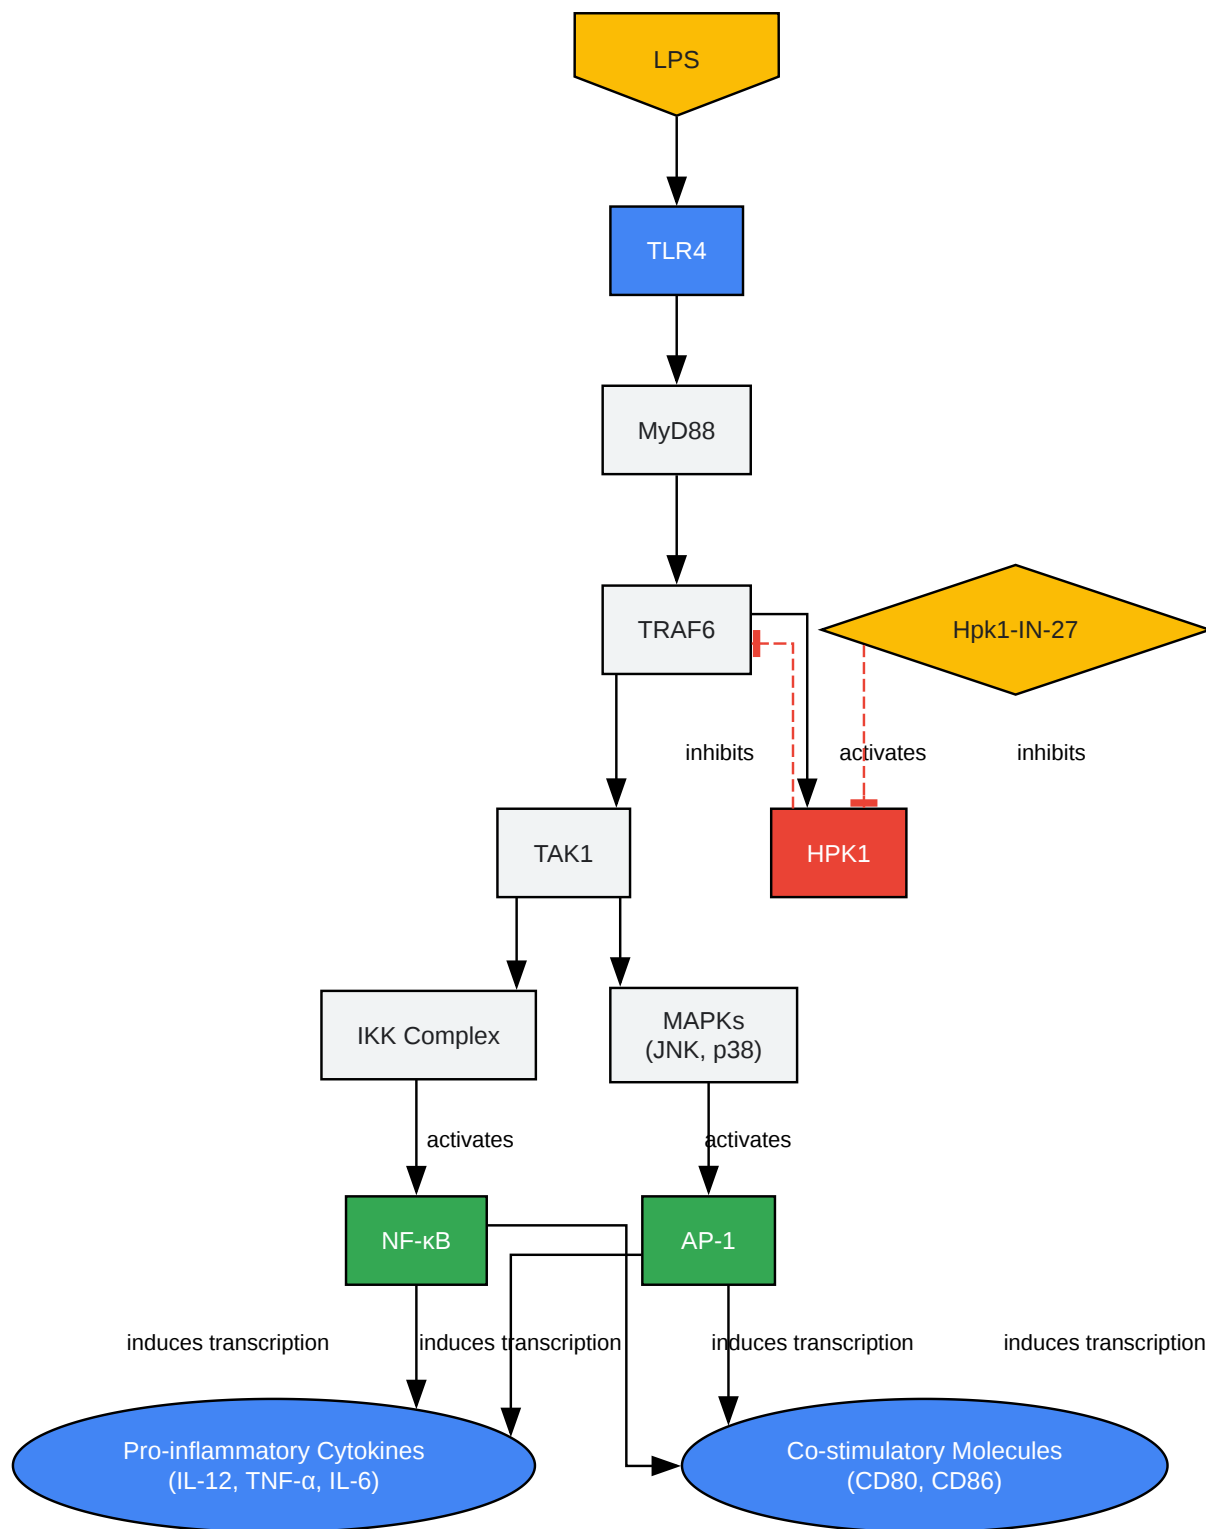 LPS
TLR4
MyD88
TRAF6
Hpk1-IN-27
inhibits
activates
inhibits
TAK1
HPK1
IKK Complex
MAPKs
(JNK, p38)
activates
activates
NF-κB
AP-1
induces transcription
induces transcription
induces transcription
induces transcription
Pro-inflammatory Cytokines
(IL-12, TNF-α, IL-6)
Co-stimulatory Molecules
(CD80, CD86)